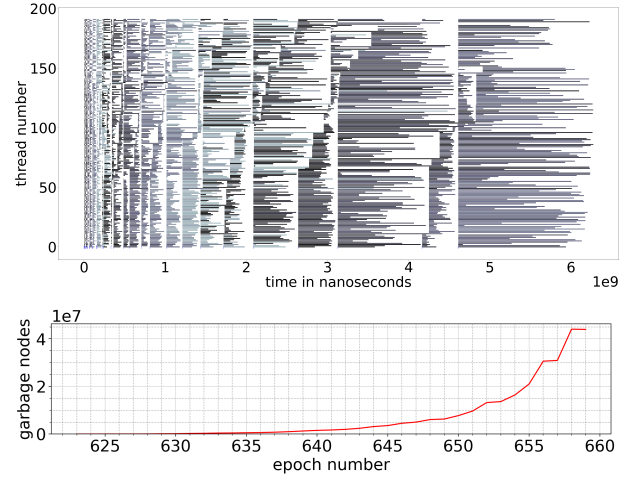 200
150
100
50
0
thread number
0 1 2 3 4 5 6
time in nanoseconds
1e9
1e7
4
2
0
garbage nodes
625 630 635 640 645 650 655 660
epoch number